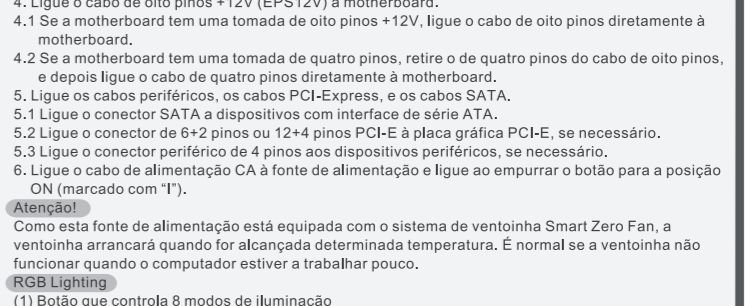 4. Ligue o cabo de oito pinos +12V (EPS12V) à motherboard
4.1 Se a motherboard tem uma tomada de oito pinos +12V, ligue o cabo de oito pinos diretamente à
motherboard.
4.2 Se a motherboard tem uma tomada de quatro pinos, retire o de quatro pinos do cabo de oito pinos,
e depois ligue o cabo de quatro pinos diretamente à motherboard.
5. Ligue os cabos periféricos, os cabos PCI-Express, e os cabos SATA.
5.1 Ligue o conector SATA a dispositivos com interface de série ATA.
5.2 Ligue o conector de 6+2 pinos ou 12+4 pinos PCI-E à placa gráfica PCI-E, se necessário.
5.3 Ligue o conector periférico de 4 pinos aos dispositivos periféricos, se necessário.
6. Ligue o cabo de alimentação CA à fonte de alimentação e ligue ao empurrar o botão para a posição
ON (marcado com “I”).
Atenção!
Como esta fonte de alimentação está equipada com o sistema de ventoinha Smart Zero Fan, a
ventoinha arrancará quando for alcançada determinada temperatura. É normal se a ventoinha não
funcionar quando o computador estiver a trabalhar pouco.
RGB Lighting
(1) Botão que controla 8 modos de iluminação